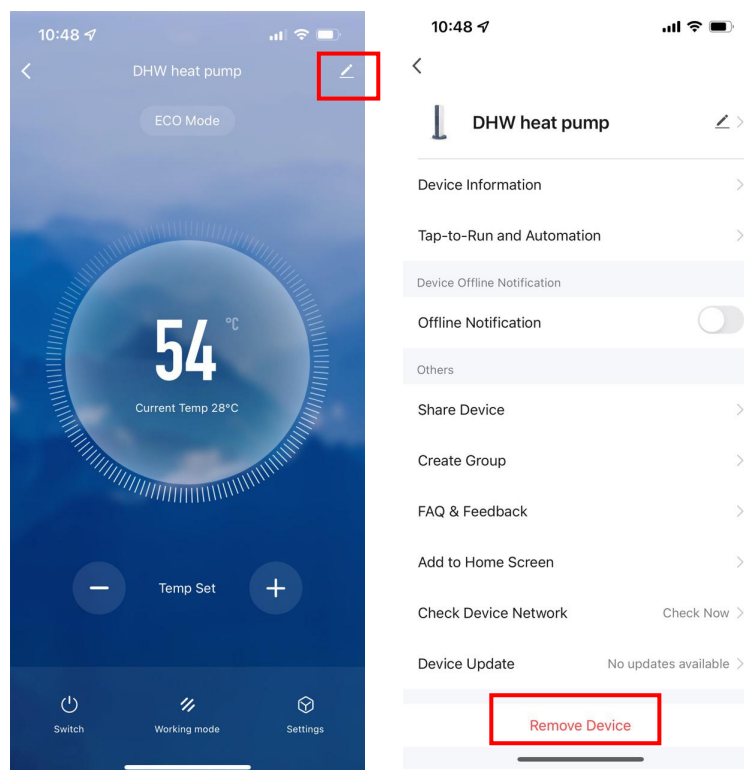 10:48
DHW heat pump
ECO Mode
54 °C
Current Temp 28°C
Temp Set
Switch
Working mode
Settings
10:48
DHW heat pump
Device Information
Tap-to-Run and Automation
Device Offline Notification
Offline Notification
Others
Share Device
Create Group
FAQ & Feedback
Add to Home Screen
Check Device Network Check Now
Device Update No updates available
Remove Device